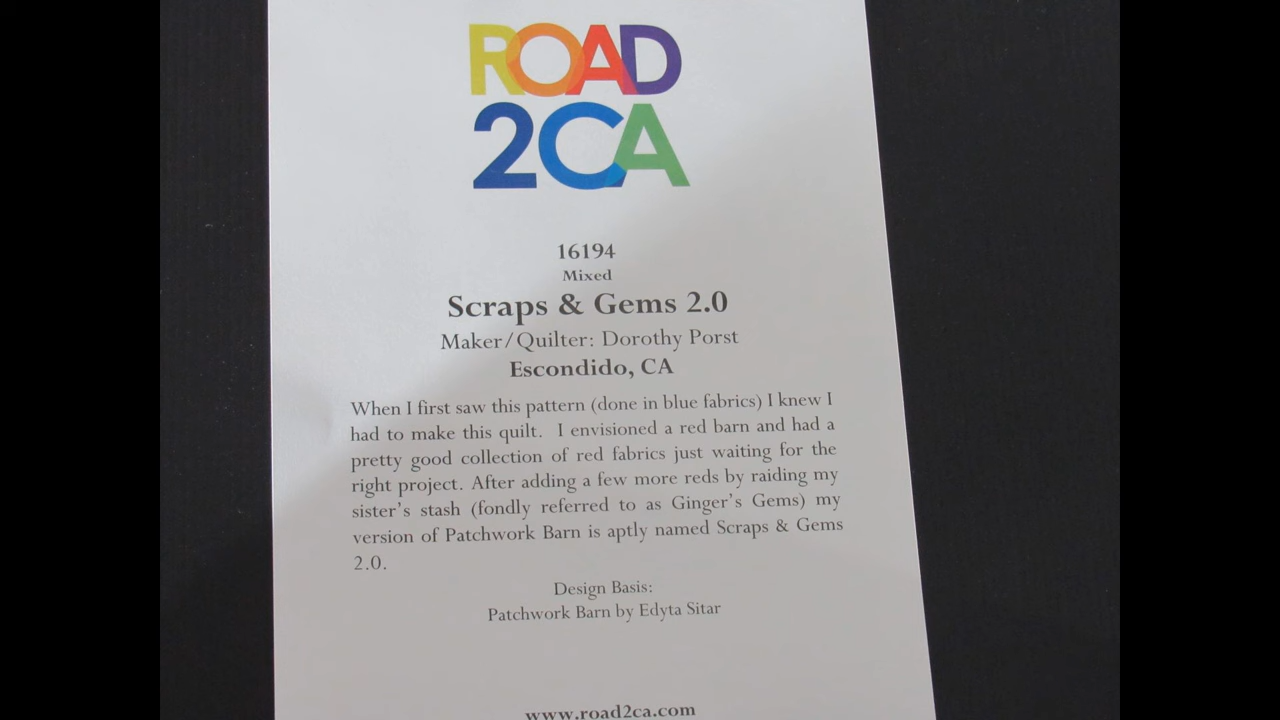 ROAD
2CA
16194
Mixed
Scraps & Gems 2.0
Maker/Quilter: Dorothy Porst
Escondido, CA
When I first saw this pattern (done in blue fabrics) I knew I
had to make this quilt.  I envisioned a red barn and had a
pretty good collection of red fabrics just waiting for the
right project. After adding a few more reds by raiding my
sister's stash (fondly referred to as Ginger's Gems) my
version of Patchwork Barn is aptly named Scraps & Gems
2.0.
Design Basis:
Patchwork Barn by Edyta Sitar
www.road2ca.com